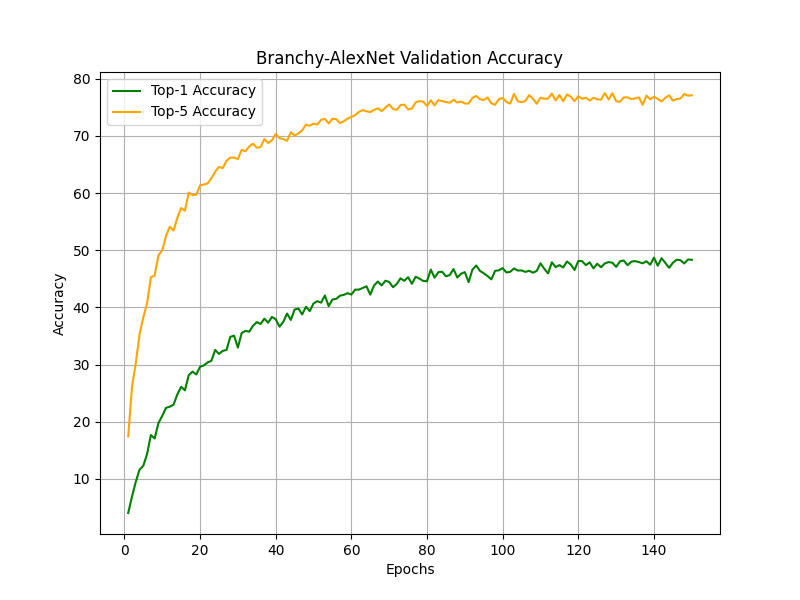 Branchy-AlexNet Validation Accuracy
Top-1 Accuracy
Top-5 Accuracy
Accuracy
80
70
60
50
40
30
20
10
0 20 40 60 80 100 120 140
Epochs